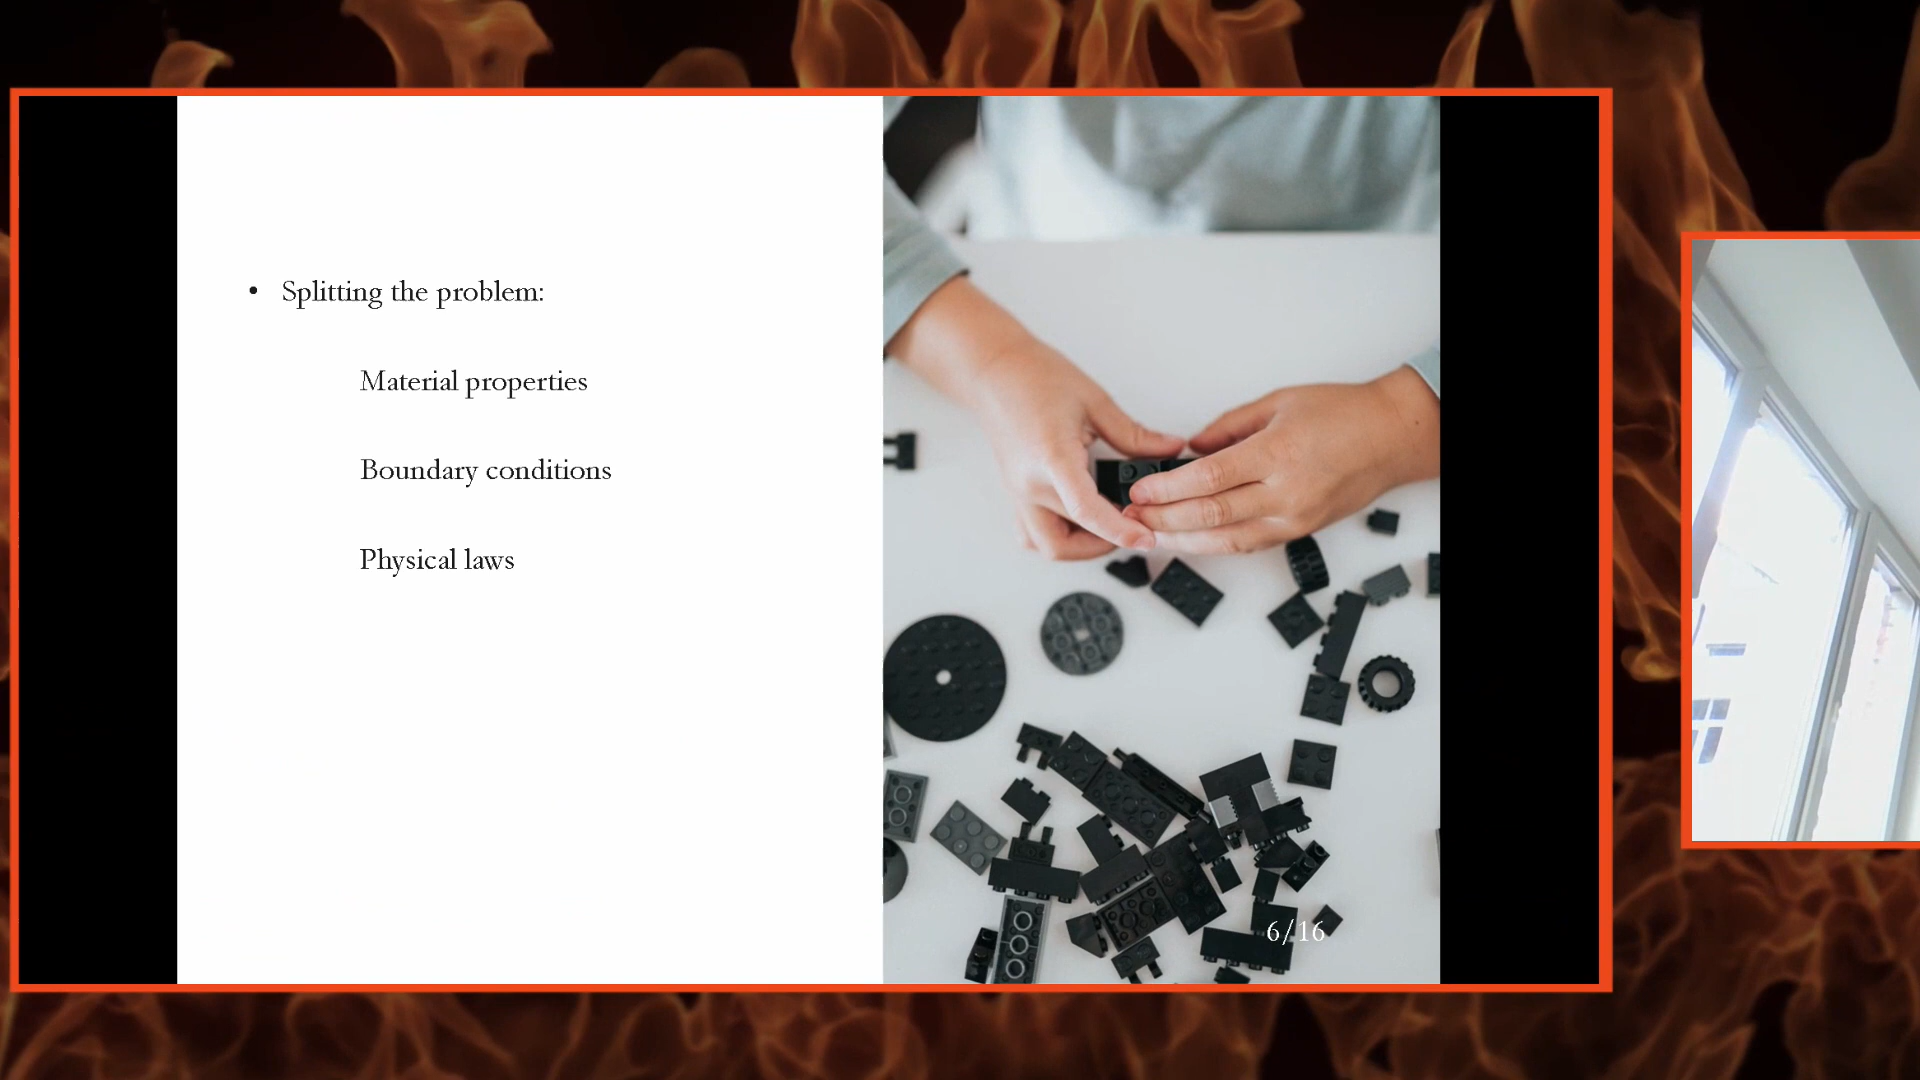 • Splitting the problem:
Material properties
Boundary conditions
Physical laws
6/16